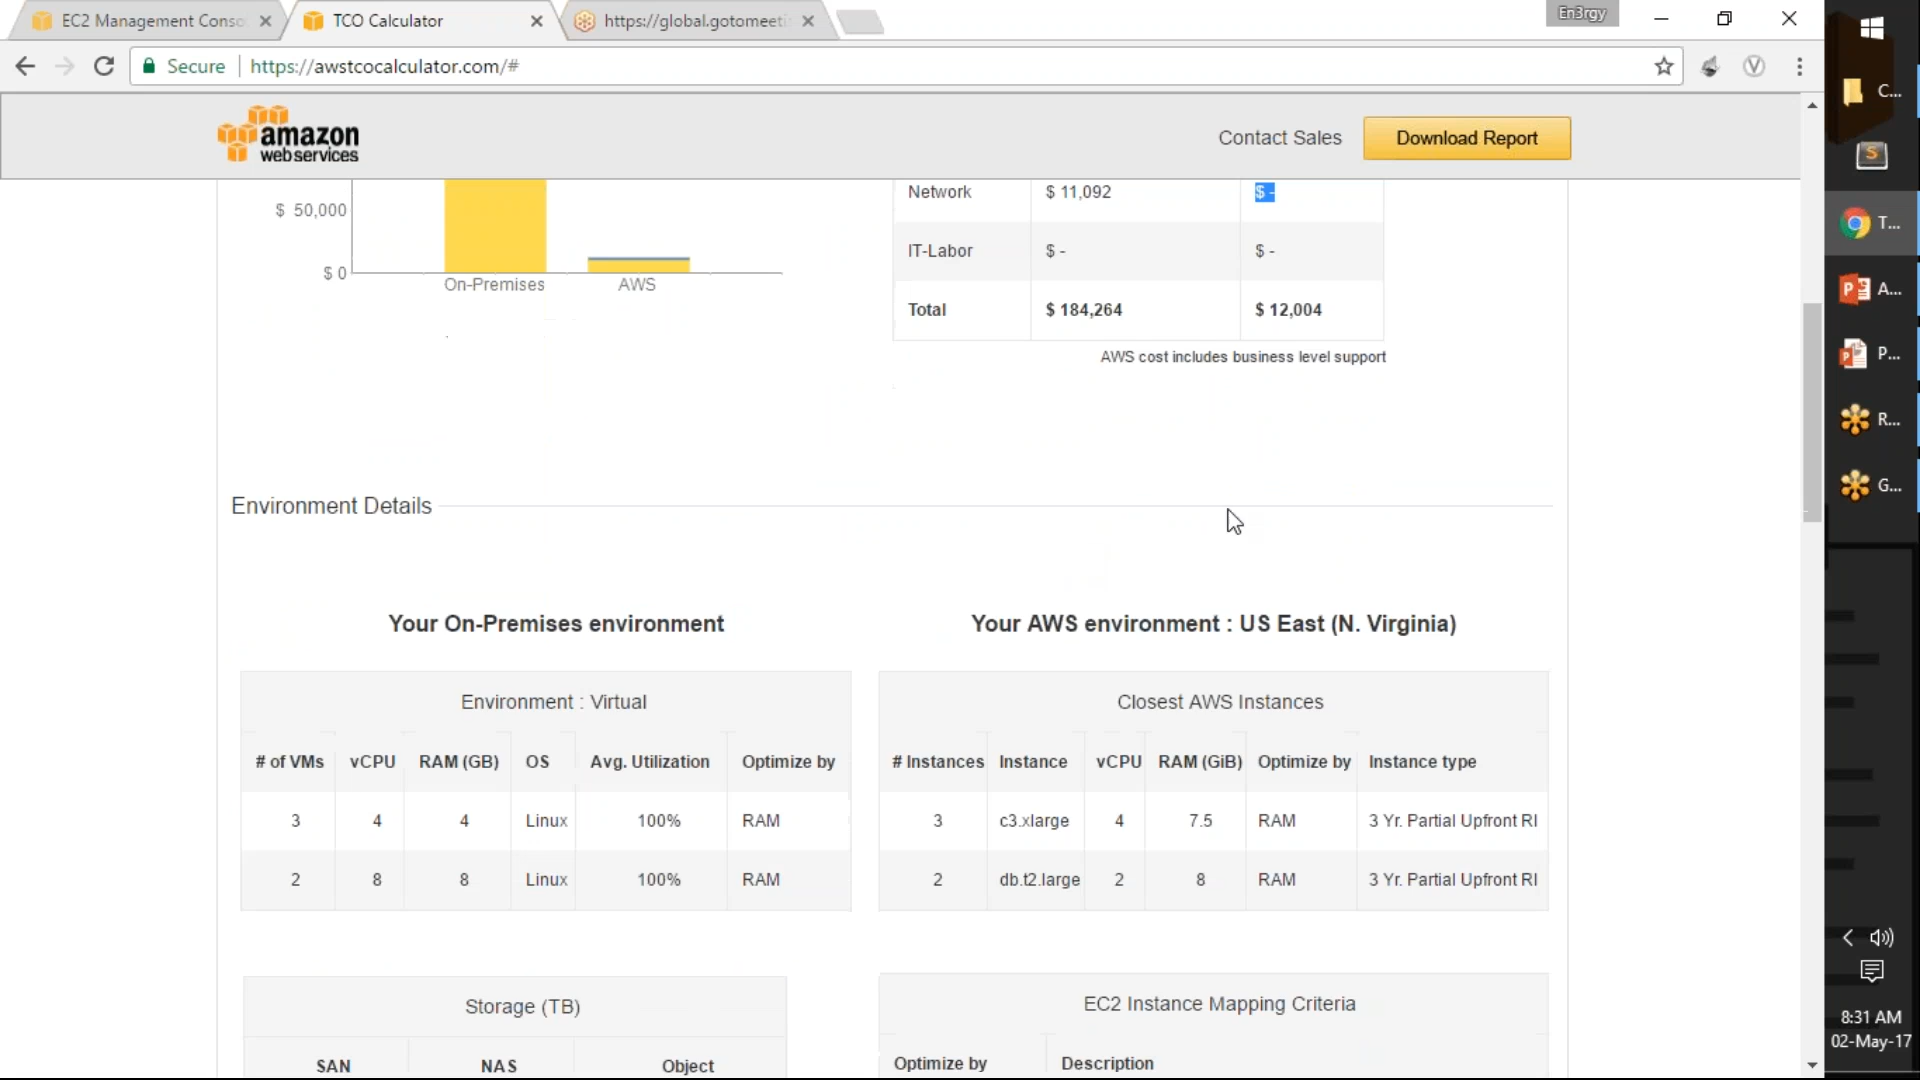 EC2 Management Conso
TCO Calculator
https://global.gotomeeti
En3rgy
Secure
https://awstcocalculator.com/#
amazon
webservices
Contact Sales
Download Report
$ 50,000
$ 0
On-Premises
AWS
Network $ 11,092 $ -
IT-Labor $ - $ -
Total $ 184,264 $ 12,004
AWS cost includes business level support
Environment Details
Your On-Premises environment
Environment : Virtual
# of VMs vCPU RAM (GB) OS Avg. Utilization Optimize by
3 4 4 Linux 100% RAM
2 8 8 Linux 100% RAM
Storage (TB)
SAN NAS Object
Your AWS environment : US East (N. Virginia)
Closest AWS Instances
# Instances Instance vCPU RAM (GiB) Optimize by Instance type
3 c3.xlarge 4 7.5 RAM 3 Yr. Partial Upfront RI
2 db.t2.large 2 8 RAM 3 Yr. Partial Upfront RI
EC2 Instance Mapping Criteria
Optimize by Description
C...
S
T...
A...
P...
R...
G...
8:31 AM
02-May-17